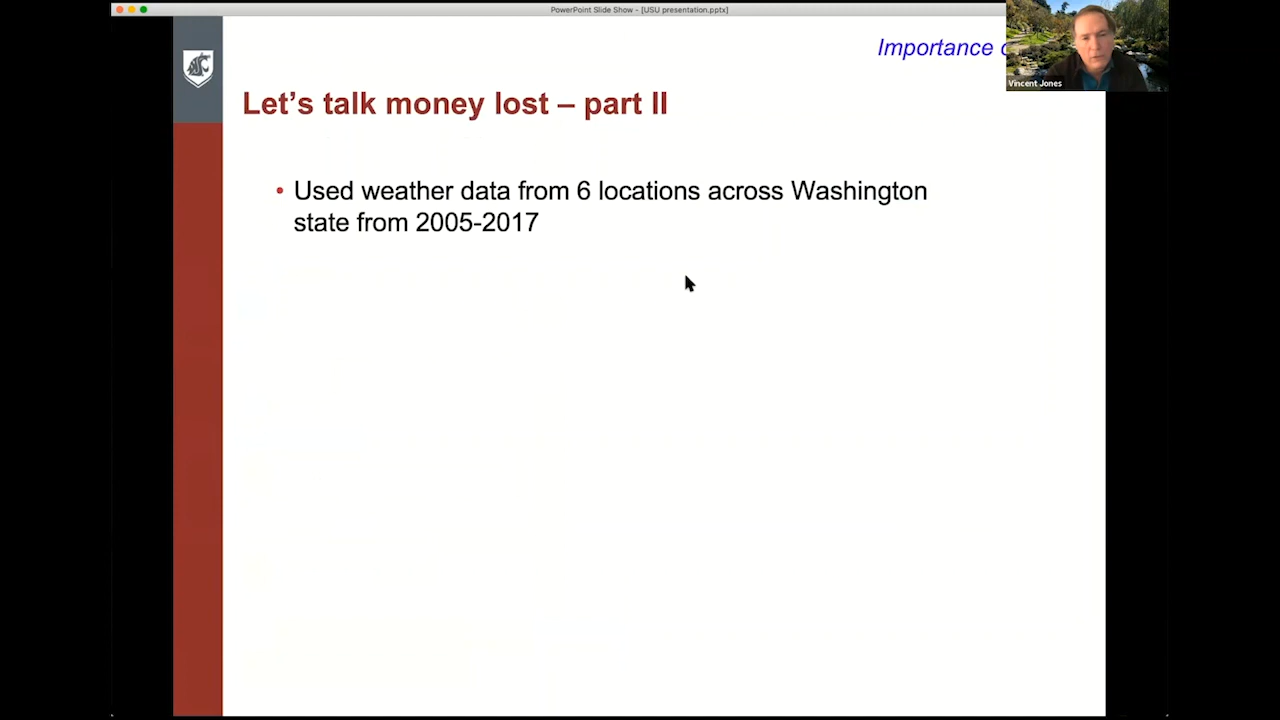 PowerPoint Slide Show - [USU presentation.pptx]
Importance
Vincent Jones
Let's talk money lost – part II
• Used weather data from 6 locations across Washington
state from 2005-2017